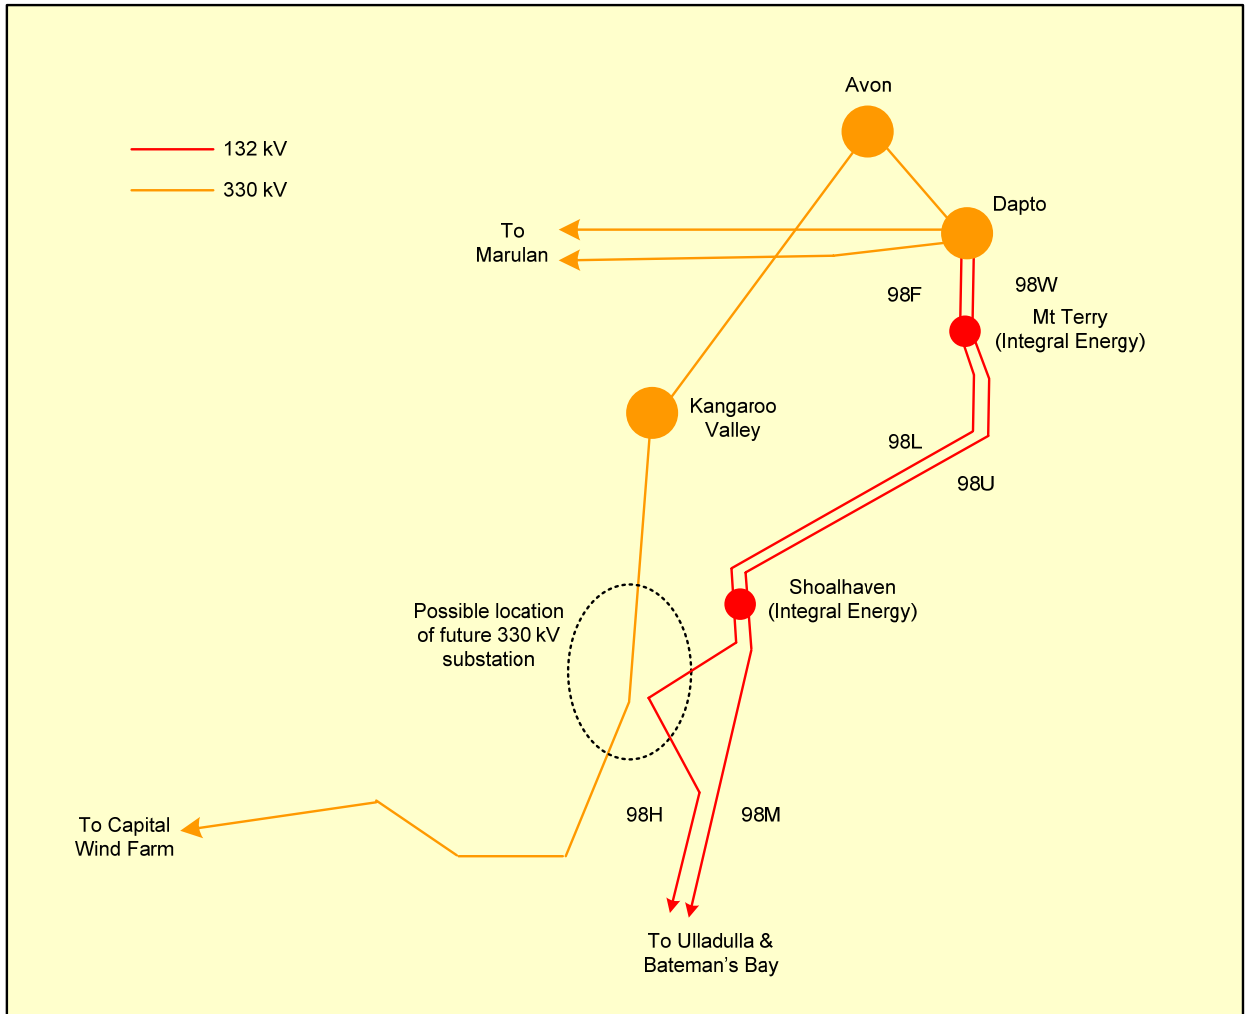 Avon
132 kV
330 kV
Dapto
To
Marulan
98F
98W
Mt Terry
(Integral Energy)
Kangaroo
Valley
98L
98U
Shoalhaven
(Integral Energy)
Possible location
of future 330 kV
substation
98H
98M
To Capital
Wind Farm
To Ulladulla &
Bateman's Bay